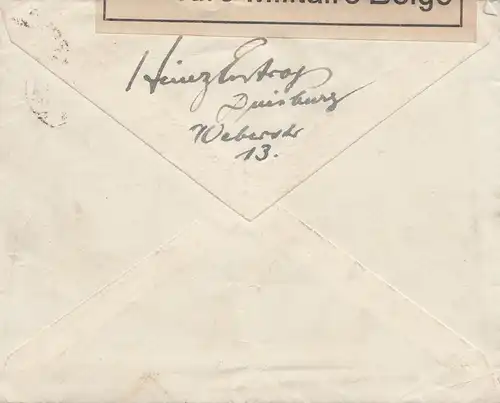 Militaire Belge
Heinz
Duisburg
Weberstr
13.